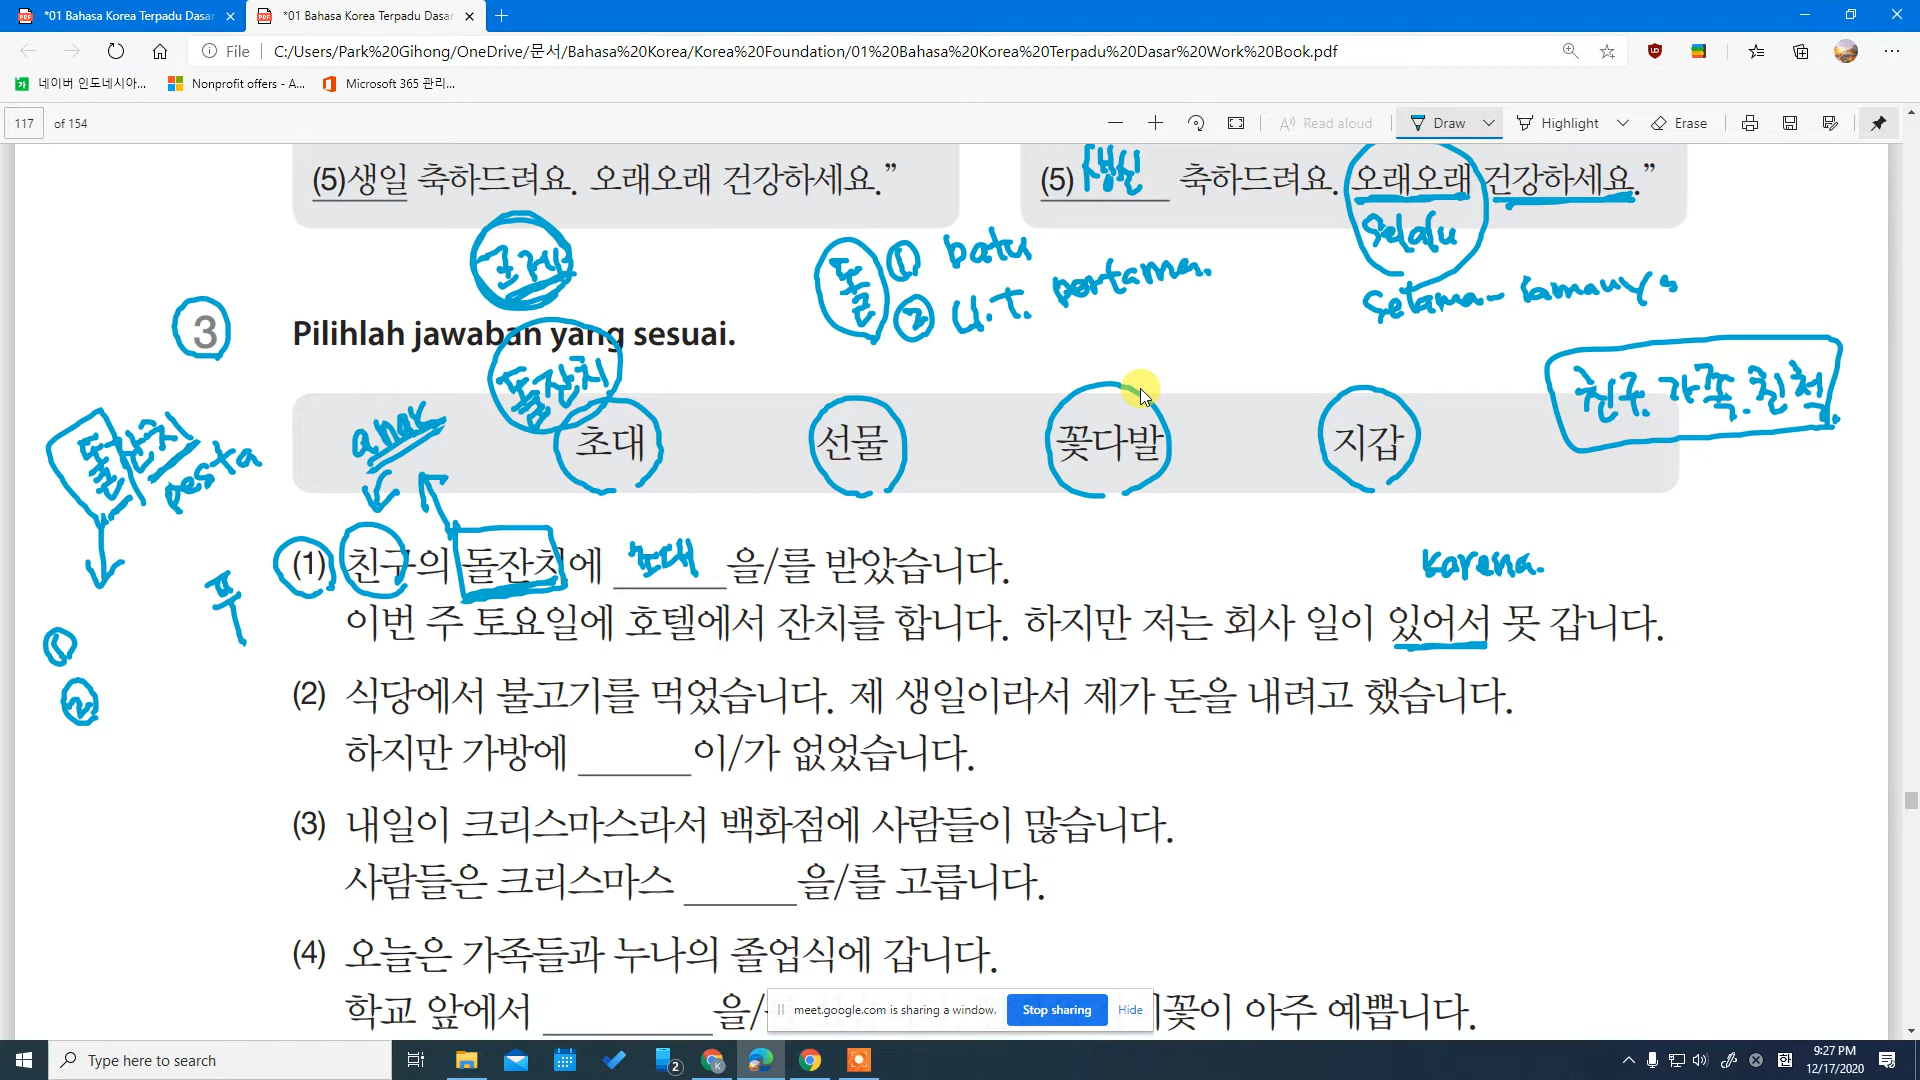 *01 Bahasa Korea Terpadu Dasar
*01 Bahasa Korea Terpadu Dasar
File
C:/Users/Park%20Gihong/OneDrive/문서/Bahasa%20Korea/Korea%20Foundation/01%20Bahasa%20Korea%20Terpadu%20Dasar%20Work%20Book.pdf
네이버 인도네시아...
Nonprofit offers - A...
Microsoft 365 관리...
117 of 154
Read aloud
Draw
Highlight
Erase
(5)생일 축하드려요. 오래오래 건강하세요.”
(5) 생신 축하드려요. 오래오래 건강하세요.”
selalu
selama-lamanya
돌 ① batu
② U.T. pertama.
③ Pilihlah jawaban yang sesuai.
돌잔치
친구. 가족. 친척.
anak
초대 선물 꽃다발 지갑
돌잔치 pesta
(1) 친구의 돌잔치에 초대 을/를 받았습니다.
karena.
이번 주 토요일에 호텔에서 잔치를 합니다. 하지만 저는 회사 일이 있어서 못 갑니다.
①
②
(2) 식당에서 불고기를 먹었습니다. 제 생일이라서 제가 돈을 내려고 했습니다.
하지만 가방에 ______ 이/가 없었습니다.
(3) 내일이 크리스마스라서 백화점에 사람들이 많습니다.
사람들은 크리스마스 ______ 을/를 고릅니다.
(4) 오늘은 가족들과 누나의 졸업식에 갑니다.
학교 앞에서 ______ 을/ 꽃이 아주 예쁩니다.
meet.google.com is sharing a window.
Stop sharing
Hide
Type here to search
2
K
한
9:27 PM
12/17/2020